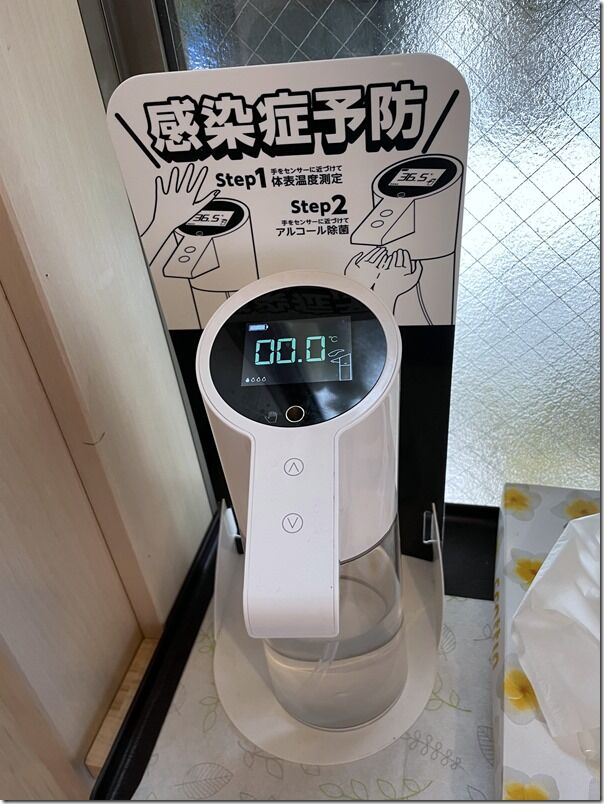 感染症予防
Step1 手をセンサーに近づけて
体表温度測定
36.5
36.5
Step2
手をセンサーに近づけて
アルコール除菌
00.0 ℃